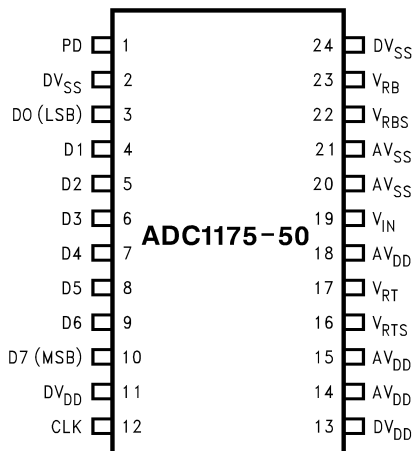 PD 1 24 DVSS
DVSS 2 23 VRB
D0 (LSB) 3 22 VRBS
D1 4 21 AVSS
D2 5 20 AVSS
D3 6 19 VIN
ADC1175-50
D4 7 18 AVDD
D5 8 17 VRT
D6 9 16 VRTS
D7 (MSB) 10 15 AVDD
DVDD 11 14 AVDD
CLK 12 13 DVDD